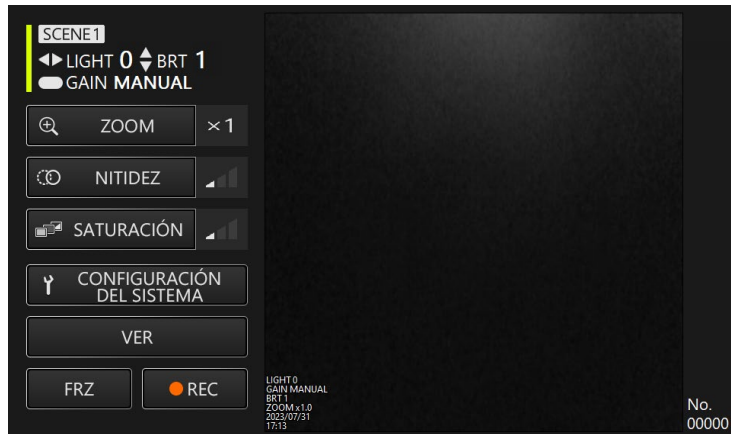 SCENE1
LIGHT 0 BRT 1
GAIN MANUAL
ZOOM ×1
NITIDEZ
SATURACIÓN
CONFIGURACIÓN
DEL SISTEMA
VER
FRZ REC
LIGHT 0
GAIN MANUAL
BRT 1
ZOOM x1.0
2023/07/31
17:13
No.
00000